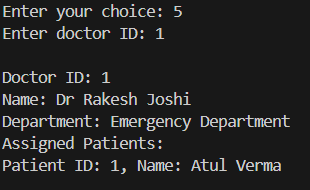 Enter your choice: 5
Enter doctor ID: 1
Doctor ID: 1
Name: Dr Rakesh Joshi
Department: Emergency Department
Assigned Patients:
Patient ID: 1, Name: Atul Verma